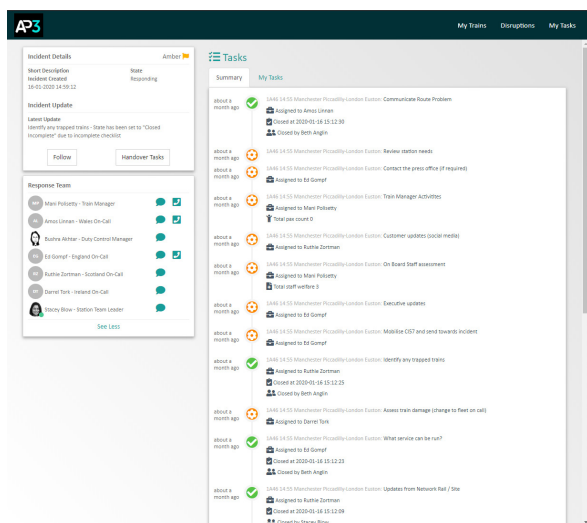 AP3
My Trains Disruptions My Tasks
Incident Details Amber
Short Description State
Incident Created Responding
16-01-2020 14:59:12
Incident Update
Latest Update
Identify any trapped trains - State has been set to "Closed
Incomplete" due to incomplete checklist
Follow Handover Tasks
Response Team
Mani Polisetty - Train Manager
Amos Linnan - Wales On-Call
Bushra Akhtar - Duty Control Manager
Ed Gompf - England On-Call
Ruthie Zortman - Scotland On-Call
Darrel Tork - Ireland On-Call
Stacey Blow - Station Team Leader
See Less
Tasks
Summary My Tasks
about a month ago 1A46 14:55 Manchester Piccadilly-London Euston: Communicate Route Problem
Assigned to Amos Linnan
Closed at 2020-01-16 15:12:30
Closed by Beth Anglin
about a month ago 1A46 14:55 Manchester Piccadilly-London Euston: Review station needs
about a month ago 1A46 14:55 Manchester Piccadilly-London Euston: Contact the press office (if required)
Assigned to Ed Gompf
about a month ago 1A46 14:55 Manchester Piccadilly-London Euston: Train Manager Activities
Assigned to Mani Polisetty
Total pax count 0
about a month ago 1A46 14:55 Manchester Piccadilly-London Euston: Customer updates (social media)
Assigned to Ruthie Zortman
about a month ago 1A46 14:55 Manchester Piccadilly-London Euston: On Board Staff assessment
Assigned to Mani Polisetty
Total staff welfare 3
about a month ago 1A46 14:55 Manchester Piccadilly-London Euston: Executive updates
Assigned to Ed Gompf
about a month ago 1A46 14:55 Manchester Piccadilly-London Euston: Mobilise CIST and send towards incident
Assigned to Ed Gompf
about a month ago 1A46 14:55 Manchester Piccadilly-London Euston: Identify any trapped trains
Assigned to Ruthie Zortman
Closed at 2020-01-16 15:12:25
Closed by Beth Anglin
about a month ago 1A46 14:55 Manchester Piccadilly-London Euston: Assess train damage (change to fleet on call)
Assigned to Darrel Tork
about a month ago 1A46 14:55 Manchester Piccadilly-London Euston: What service can be run?
Assigned to Ed Gompf
Closed at 2020-01-16 15:12:23
Closed by Beth Anglin
about a month ago 1A46 14:55 Manchester Piccadilly-London Euston: Updates from Network Rail / Site
Assigned to Ruthie Zortman
Closed at 2020-01-16 15:12:09
Closed by Stacey Blow